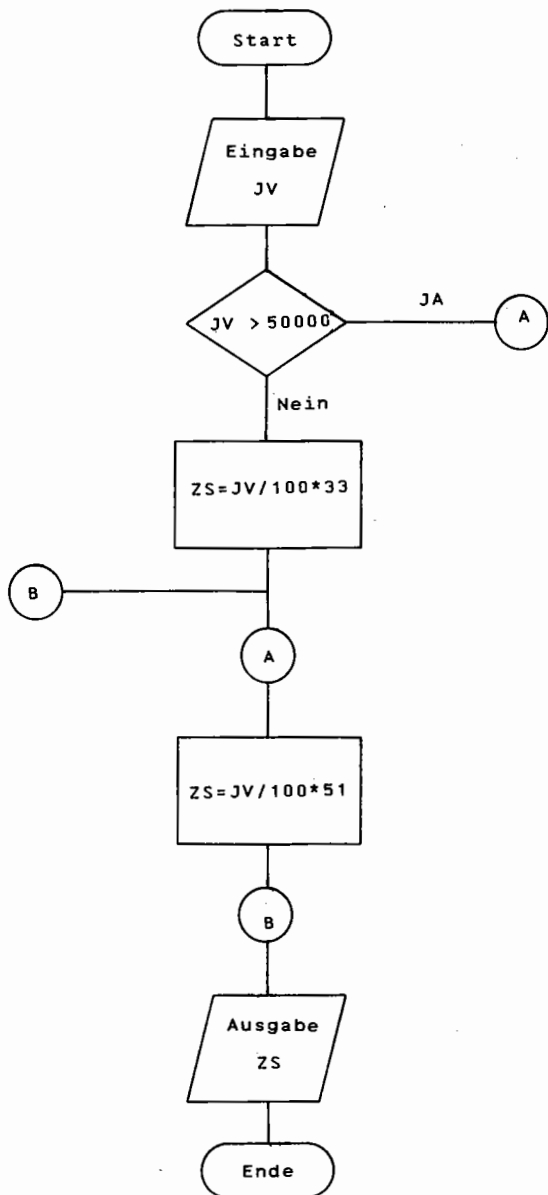 Start
Eingabe
JV
JV > 50000
JA
A
Nein
ZS=JV/100*33
B
A
ZS=JV/100*51
B
Ausgabe
ZS
Ende